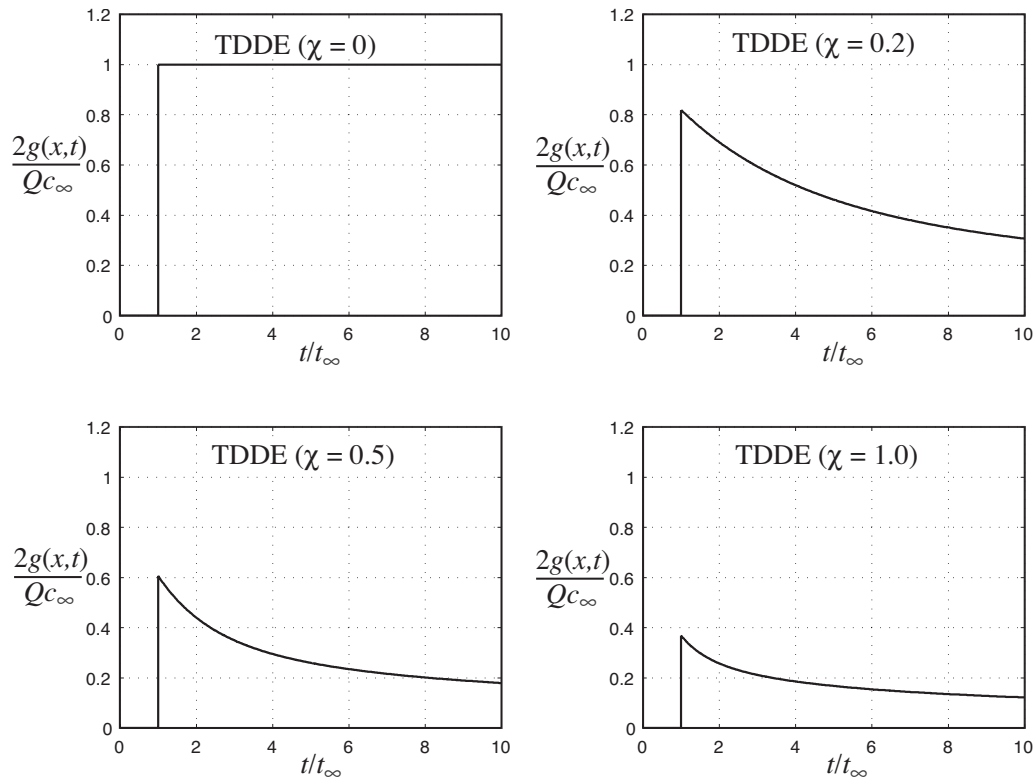 1.2
TDDE (χ = 0)
1
0.8
2g(x,t)
Qc∞
0.6
0.4
0.2
0
0 2 4 6 8 10
t/t∞
1.2
TDDE (χ = 0.2)
1
0.8
2g(x,t)
Qc∞
0.6
0.4
0.2
0
0 2 4 6 8 10
t/t∞
1.2
TDDE (χ = 0.5)
1
0.8
2g(x,t)
Qc∞
0.6
0.4
0.2
0
0 2 4 6 8 10
t/t∞
1.2
TDDE (χ = 1.0)
1
0.8
2g(x,t)
Qc∞
0.6
0.4
0.2
0
0 2 4 6 8 10
t/t∞